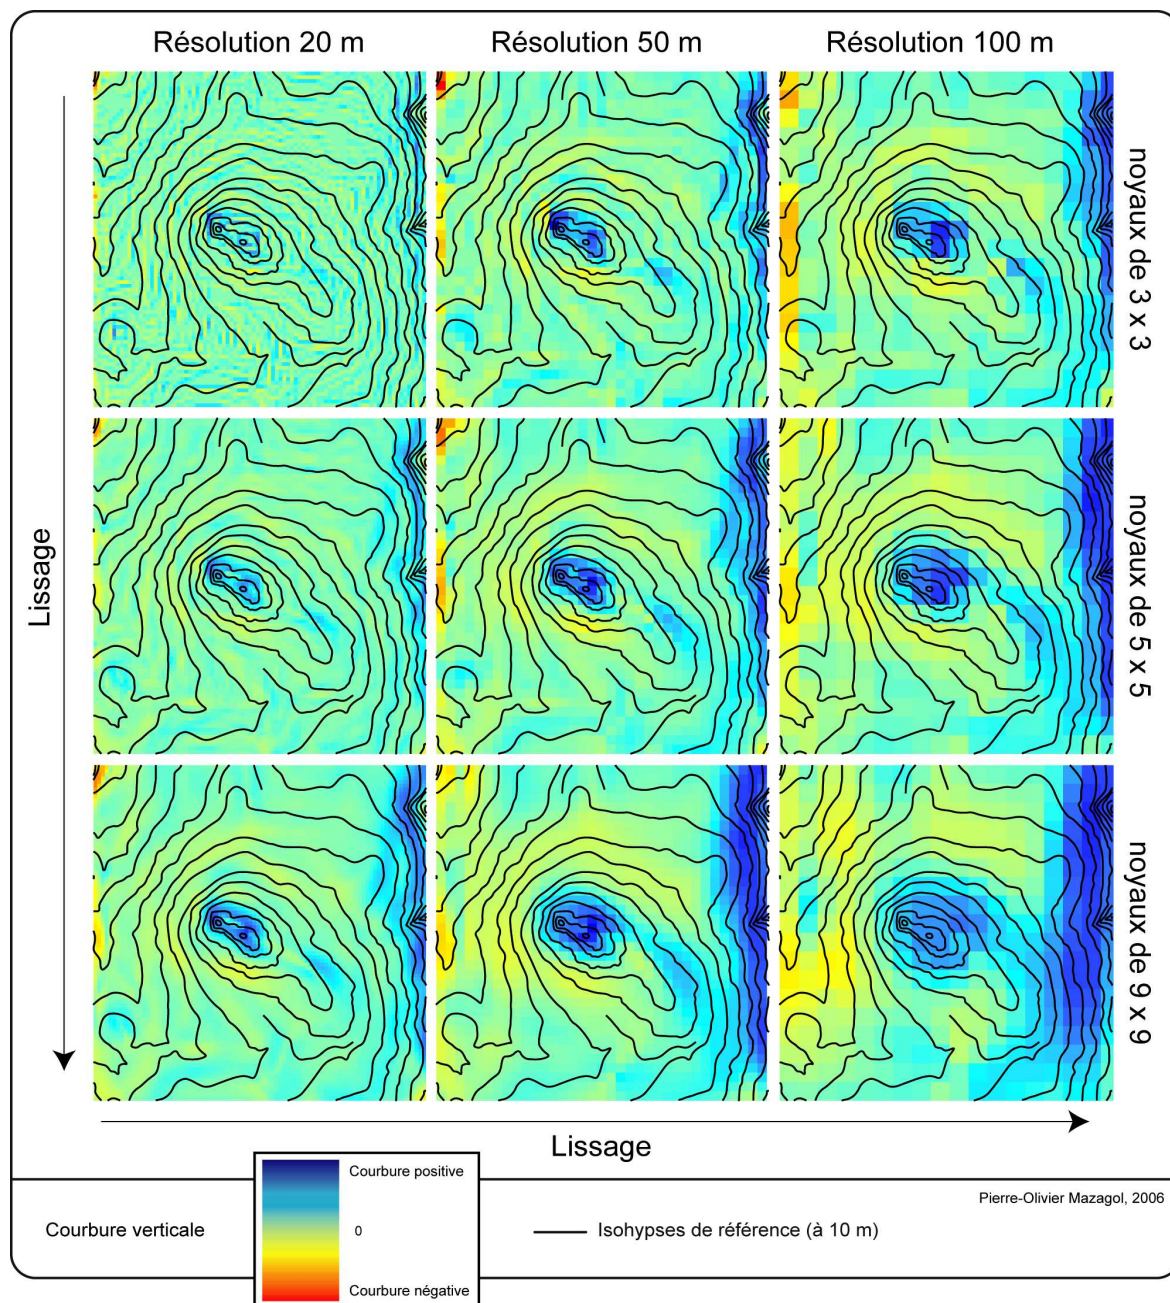 Résolution 20 m
Résolution 50 m
Résolution 100 m
noyaux de 3 x 3
noyaux de 5 x 5
noyaux de 9 x 9
Lissage
Lissage
Courbure verticale
Courbure positive
0
Courbure négative
Isohypses de référence (à 10 m)
Pierre-Olivier Mazagol, 2006